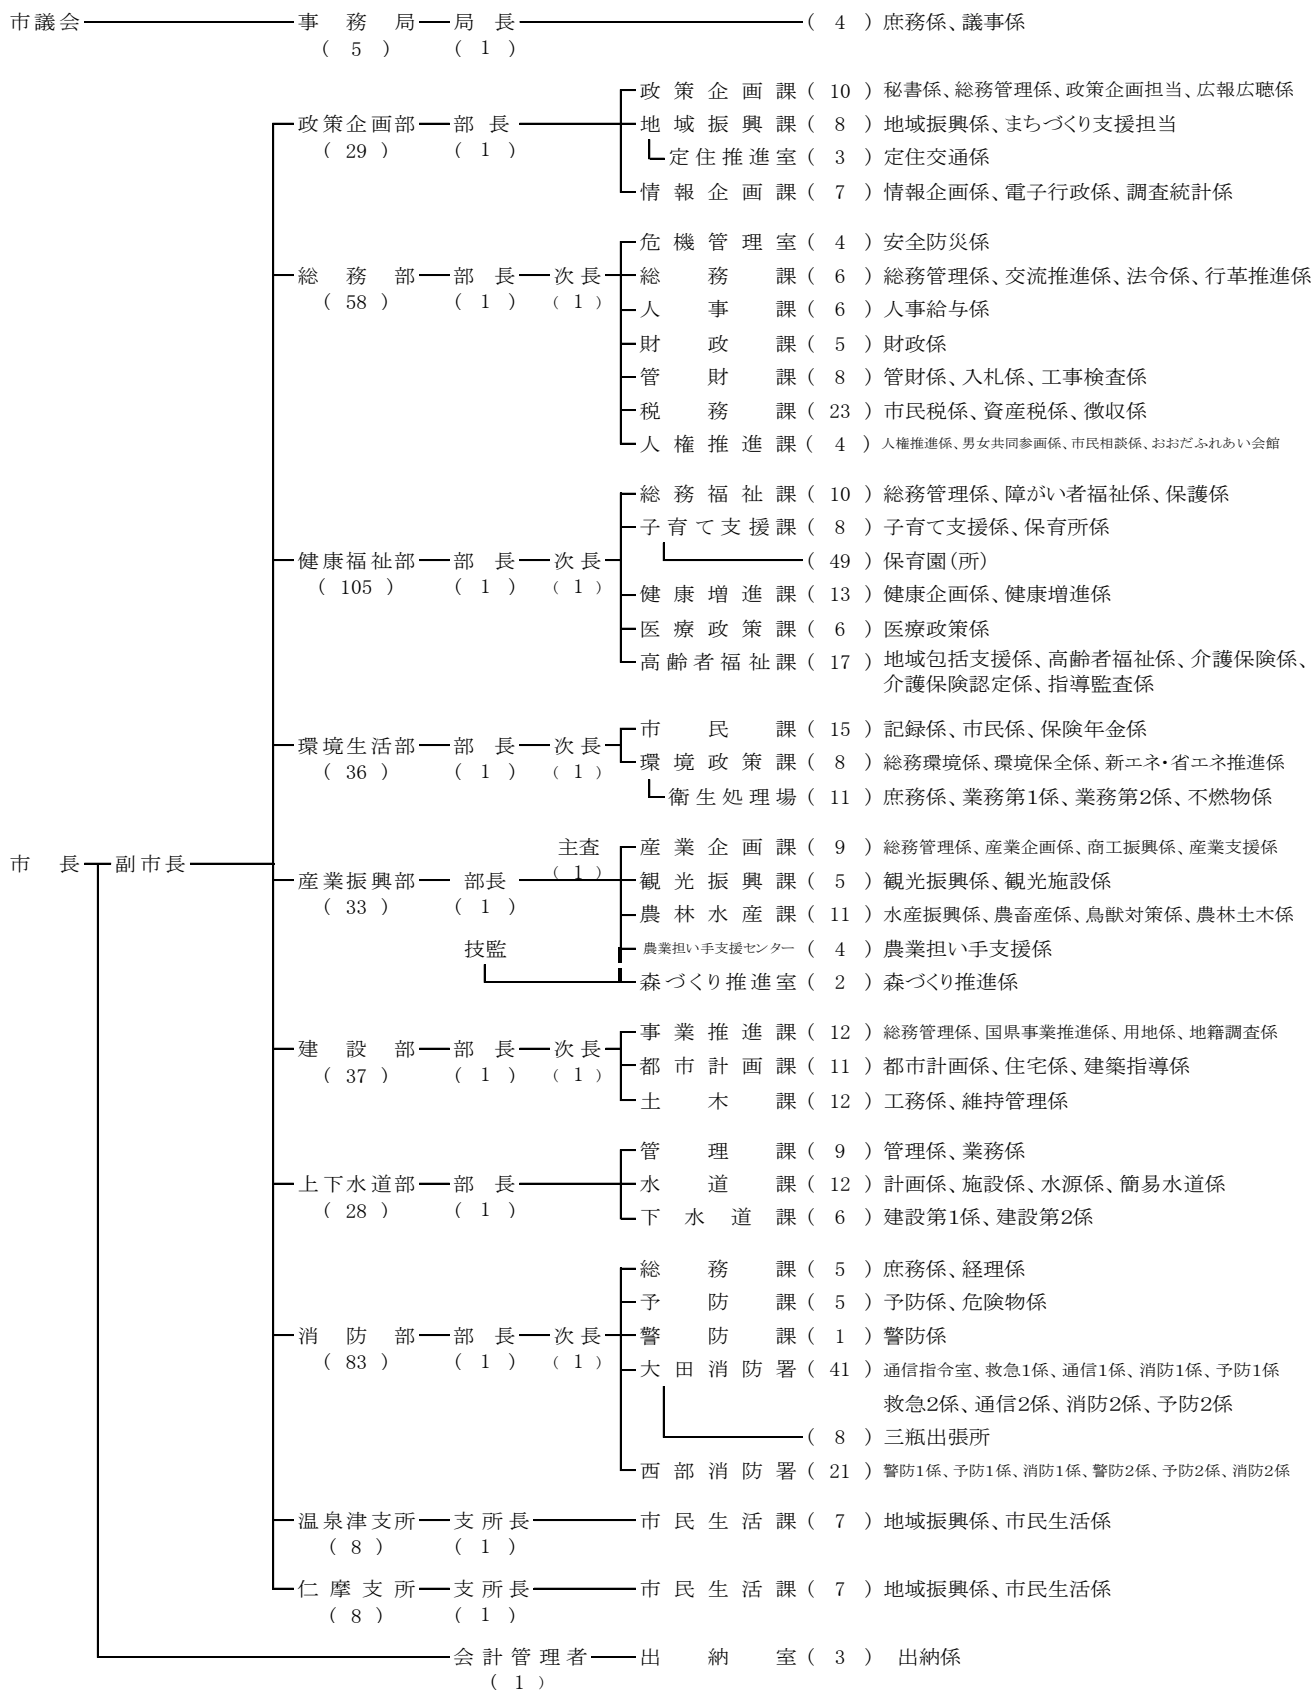 市議会 事務局 局長 ( 4 ) 庶務係、議事係
( 5 ) ( 1 )
政策企画課 ( 10 ) 秘書係、総務管理係、政策企画担当、広報広聴係
政策企画部 部長 地域振興課 ( 8 ) 地域振興係、まちづくり支援担当
( 29 ) ( 1 ) 定住推進室 ( 3 ) 定住交通係
情報企画課 ( 7 ) 情報企画係、電子行政係、調査統計係
危機管理室 ( 4 ) 安全防災係
総務部 部長 次長 総務課 ( 6 ) 総務管理係、交流推進係、法令係、行革推進係
( 58 ) ( 1 ) ( 1 ) 人事課 ( 6 ) 人事給与係
財政課 ( 5 ) 財政係
管財課 ( 8 ) 管財係、入札係、工事検査係
税務課 ( 23 ) 市民税係、資産税係、徴収係
人権推進課 ( 4 ) 人権推進係、男女共同参画係、市民相談係、おおだふれあい会館
総務福祉課 ( 10 ) 総務管理係、障がい者福祉係、保護係
子育て支援課 ( 8 ) 子育て支援係、保育所係
健康福祉部 部長 次長 ( 49 ) 保育園(所)
( 105 ) ( 1 ) ( 1 ) 健康増進課 ( 13 ) 健康企画係、健康増進係
医療政策課 ( 6 ) 医療政策係
高齢者福祉課 ( 17 ) 地域包括支援係、高齢者福祉係、介護保険係、
介護保険認定係、指導監査係
市民課 ( 15 ) 記録係、市民係、保険年金係
環境生活部 部長 次長 環境政策課 ( 8 ) 総務環境係、環境保全係、新エネ・省エネ推進係
( 36 ) ( 1 ) ( 1 ) 衛生処理場 ( 11 ) 庶務係、業務第1係、業務第2係、不燃物係
主査 産業企画課 ( 9 ) 総務管理係、産業企画係、商工振興係、産業支援係
市長 副市長 ( 1 )
産業振興部 部長 観光振興課 ( 5 ) 観光振興係、観光施設係
( 33 ) ( 1 ) 農林水産課 ( 11 ) 水産振興係、農畜産係、鳥獣対策係、農林土木係
技監 農業担い手支援センター ( 4 ) 農業担い手支援係
森づくり推進室 ( 2 ) 森づくり推進係
建設部 部長 次長 事業推進課 ( 12 ) 総務管理係、国県事業推進係、用地係、地籍調査係
( 37 ) ( 1 ) ( 1 ) 都市計画課 ( 11 ) 都市計画係、住宅係、建築指導係
土木課 ( 12 ) 工務係、維持管理係
管理課 ( 9 ) 管理係、業務係
上下水道部 部長 水道課 ( 12 ) 計画係、施設係、水源係、簡易水道係
( 28 ) ( 1 ) 下水道課 ( 6 ) 建設第1係、建設第2係
総務課 ( 5 ) 庶務係、経理係
予防課 ( 5 ) 予防係、危険物係
消防部 部長 次長 警防課 ( 1 ) 警防係
( 83 ) ( 1 ) ( 1 ) 大田消防署 ( 41 ) 通信指令室、救急1係、通信1係、消防1係、予防1係
救急2係、通信2係、消防2係、予防2係
( 8 ) 三瓶出張所
西部消防署 ( 21 ) 警防1係、予防1係、消防1係、警防2係、予防2係、消防2係
温泉津支所 支所長 市民生活課 ( 7 ) 地域振興係、市民生活係
( 8 ) ( 1 )
仁摩支所 支所長 市民生活課 ( 7 ) 地域振興係、市民生活係
( 8 ) ( 1 )
会計管理者 出納室 ( 3 ) 出納係
( 1 )